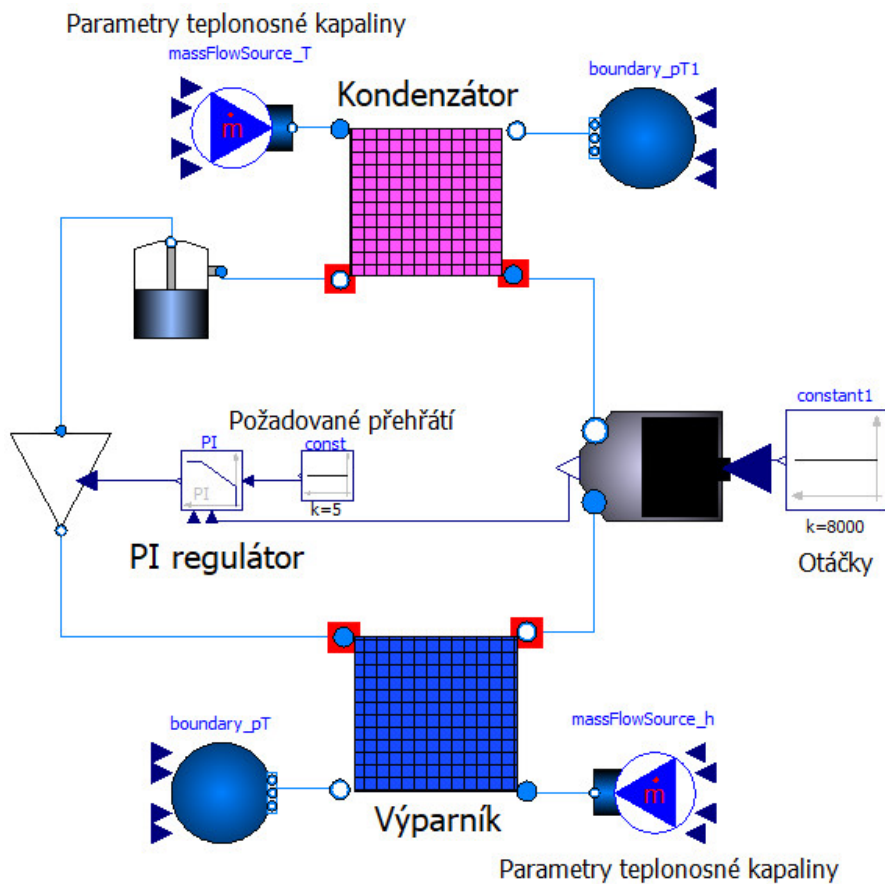 Parametry teplonosné kapaliny
massFlowSource_T
boundary_pT1
Kondenzátor
ṁ
constant1
Požadované přehřátí
PI
const
PI
k=5
k=8000
PI regulátor
Otáčky
boundary_pT
massFlowSource_h
ṁ
Výparník
Parametry teplonosné kapaliny